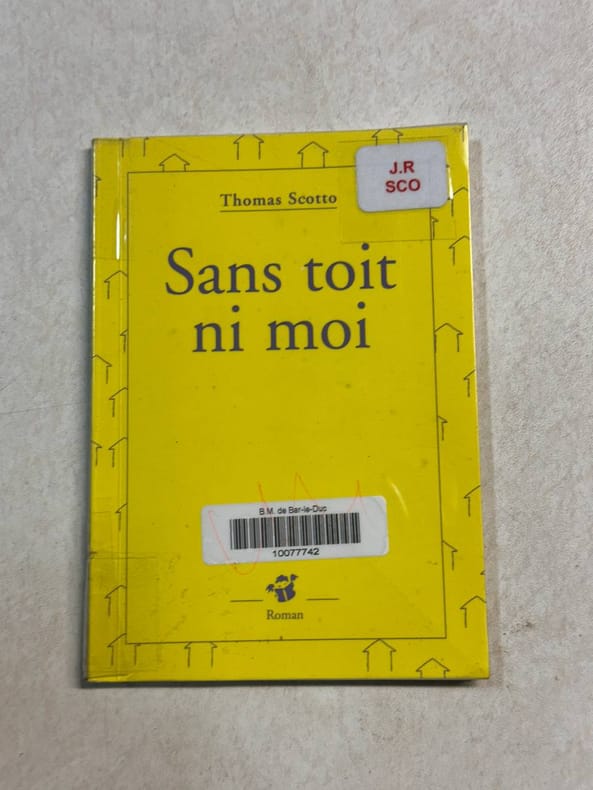 J.R
SCO
Thomas Scotto
Sans toit
ni moi
B.M. de Bar-le-Duc
10077742
Roman